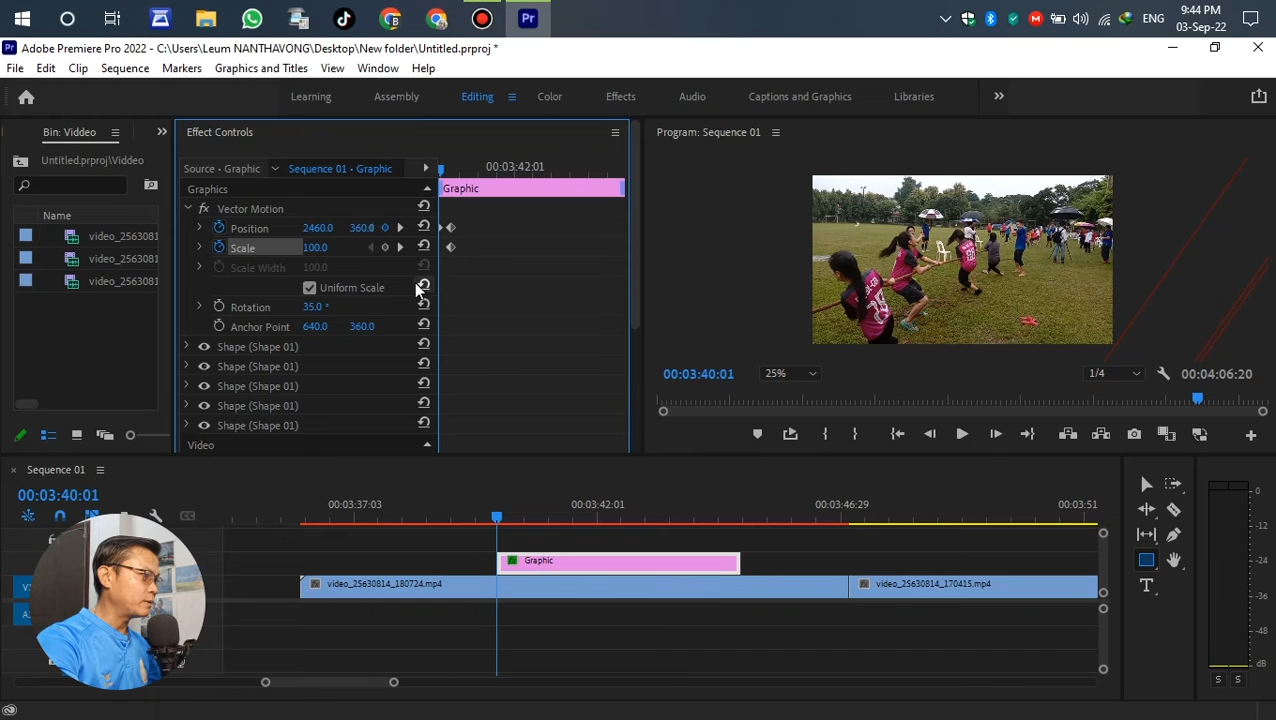 9:44 PM
ENG
03-Sep-22
Adobe Premiere Pro 2022 - C:\Users\Leum NANTHAVONG\Desktop\New folder\Untitled.prproj *
File Edit Clip Sequence Markers Graphics and Titles View Window Help
Learning Assembly Editing Color Effects Audio Captions and Graphics Libraries
Bin: Viddeo
Effect Controls
Program: Sequence 01
Untitled.prproj\Viddeo
Source · Graphic
Sequence 01 · Graphic
00:03:42:01
Graphics
Graphic
Name
Vector Motion
video_2563081
Position 2460.0 360.0
Scale 100.0
video_2563081
Scale Width 100.0
video_2563081
Uniform Scale
Rotation 35.0 °
Anchor Point 640.0 360.0
Shape (Shape 01)
Shape (Shape 01)
Shape (Shape 01)
Shape (Shape 01)
Shape (Shape 01)
Video
00:03:40:01
25%
1/4
00:04:06:20
Sequence 01
00:03:40:01
00:03:37:03
00:03:42:01
00:03:46:29
00:03:51
Graphic
video_25630814_180724.mp4
video_25630814_170415.mp4
0
-12
-24
-36
-48
S S